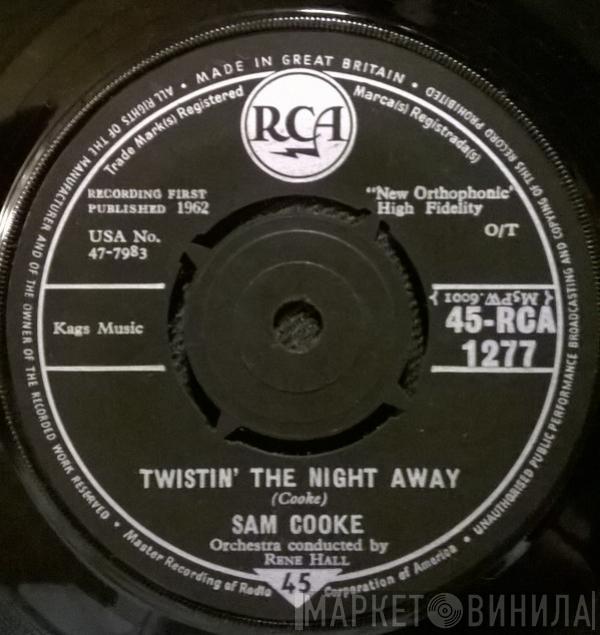 ALL RIGHTS OF THE MANUFACTURER AND OF THE OWNER OF THE RECORDED WORK RESERVED • MADE IN GREAT BRITAIN • UNAUTHORISED PUBLIC PERFORMANCE BROADCASTING AND COPYING OF THIS RECORD PROHIBITED
Trade Mark(s) Registered
Marca(s) Registrada(s)
RCA
RECORDING FIRST
PUBLISHED 1962
USA No.
47-7983
"New Orthophonic"
High Fidelity
O/T
{ MsPW.6001 }
Kags Music
45-RCA
1277
TWISTIN' THE NIGHT AWAY
(Cooke)
SAM COOKE
Orchestra conducted by
RENE HALL
Master Recording of Radio Corporation of America
45
МАРКЕТ ВИНИЛА